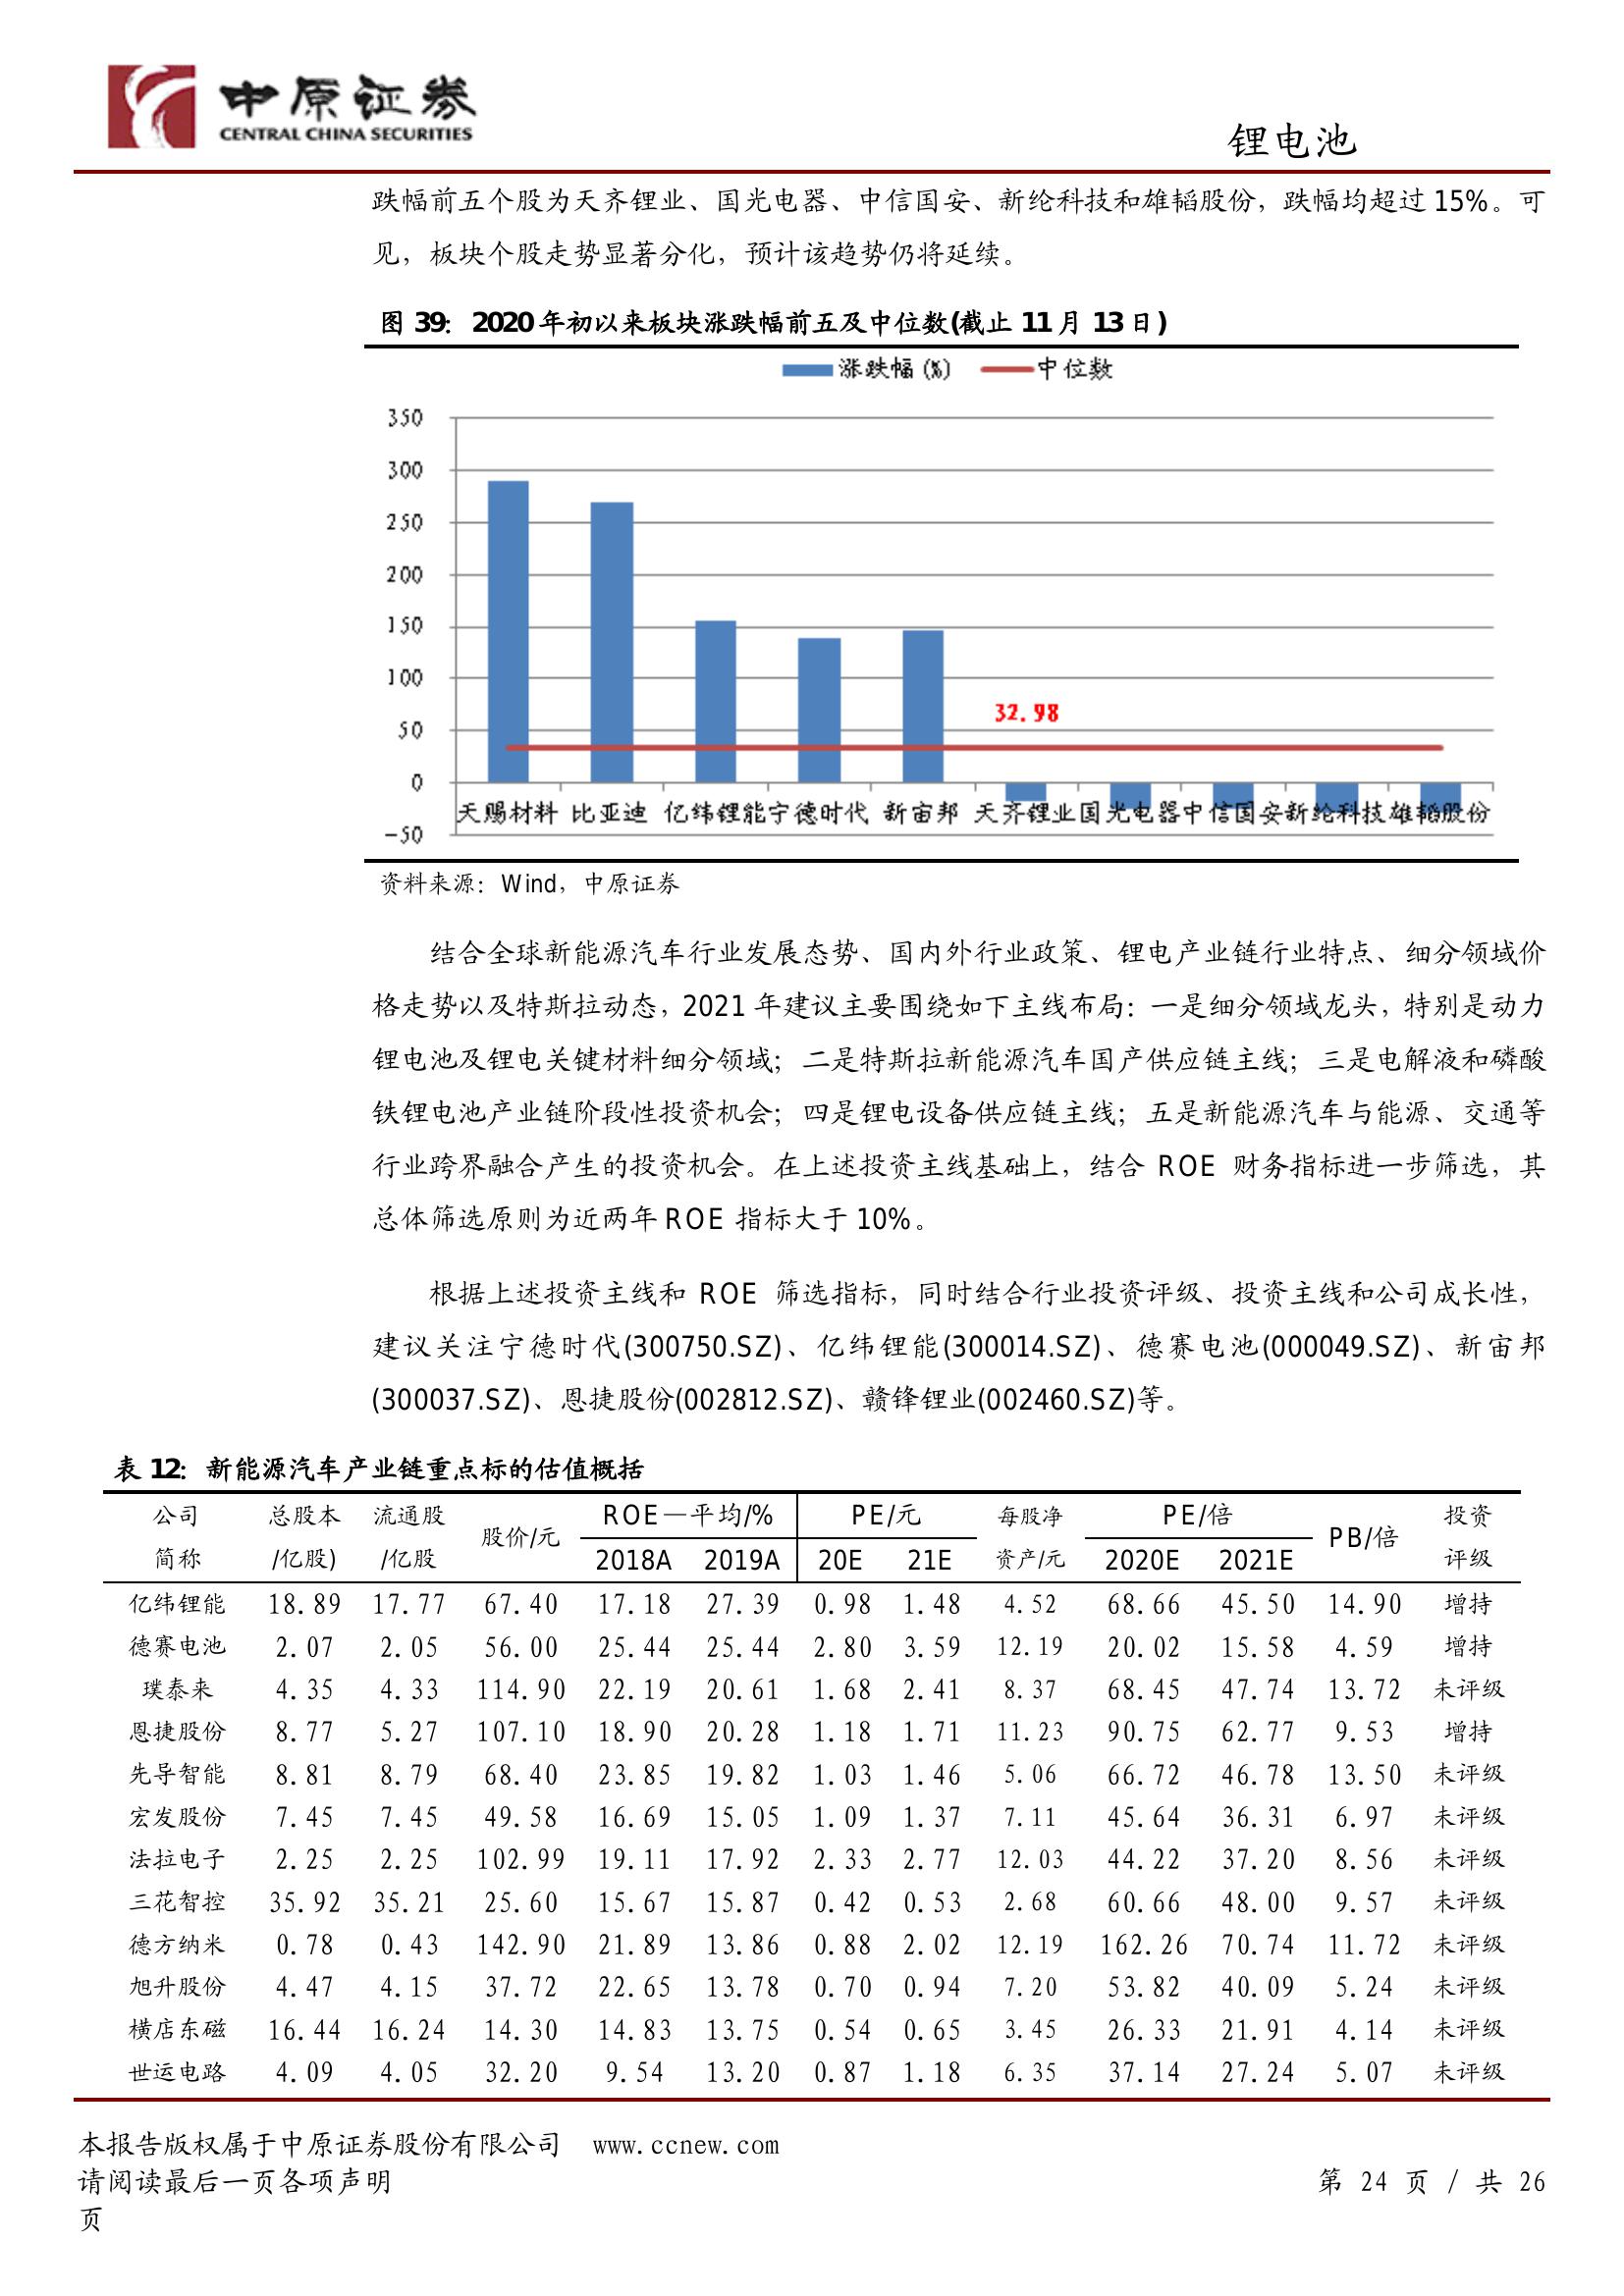 中原证券
CENTRAL CHINA SECURITIES
锂电池
跌幅前五个股为天齐锂业、国光电器、中信国安、新纶科技和雄韬股份，跌幅均超过 15%。可
见，板块个股走势显著分化，预计该趋势仍将延续。
图 39：2020 年初以来板块涨跌幅前五及中位数(截止 11 月 13 日)
涨跌幅 (%) 中位数
350
300
250
200
150
100
50
0
-50
32.98
天赐材料 比亚迪 亿纬锂能 宁德时代 新宙邦 天齐锂业 国光电器 中信国安 新纶科技 雄韬股份
资料来源：Wind，中原证券
结合全球新能源汽车行业发展态势、国内外行业政策、锂电产业链行业特点、细分领域价
格走势以及特斯拉动态，2021 年建议主要围绕如下主线布局：一是细分领域龙头，特别是动力
锂电池及锂电关键材料细分领域；二是特斯拉新能源汽车国产供应链主线；三是电解液和磷酸
铁锂电池产业链阶段性投资机会；四是锂电设备供应链主线；五是新能源汽车与能源、交通等
行业跨界融合产生的投资机会。在上述投资主线基础上，结合 ROE 财务指标进一步筛选，其
总体筛选原则为近两年 ROE 指标大于 10%。
根据上述投资主线和 ROE 筛选指标，同时结合行业投资评级、投资主线和公司成长性，
建议关注宁德时代(300750.SZ)、亿纬锂能(300014.SZ)、德赛电池(000049.SZ)、新宙邦
(300037.SZ)、恩捷股份(002812.SZ)、赣锋锂业(002460.SZ)等。
表 12：新能源汽车产业链重点标的估值概括
公司 总股本 流通股 股价/元 ROE—平均/% PE/元 每股净 PE/倍 PB/倍 投资
简称 /亿股) /亿股 2018A 2019A 20E 21E 资产/元 2020E 2021E 评级
亿纬锂能 18.89 17.77 67.40 17.18 27.39 0.98 1.48 4.52 68.66 45.50 14.90 增持
德赛电池 2.07 2.05 56.00 25.44 25.44 2.80 3.59 12.19 20.02 15.58 4.59 增持
璞泰来 4.35 4.33 114.90 22.19 20.61 1.68 2.41 8.37 68.45 47.74 13.72 未评级
恩捷股份 8.77 5.27 107.10 18.90 20.28 1.18 1.71 11.23 90.75 62.77 9.53 增持
先导智能 8.81 8.79 68.40 23.85 19.82 1.03 1.46 5.06 66.72 46.78 13.50 未评级
宏发股份 7.45 7.45 49.58 16.69 15.05 1.09 1.37 7.11 45.64 36.31 6.97 未评级
法拉电子 2.25 2.25 102.99 19.11 17.92 2.33 2.77 12.03 44.22 37.20 8.56 未评级
三花智控 35.92 35.21 25.60 15.67 15.87 0.42 0.53 2.68 60.66 48.00 9.57 未评级
德方纳米 0.78 0.43 142.90 21.89 13.86 0.88 2.02 12.19 162.26 70.74 11.72 未评级
旭升股份 4.47 4.15 37.72 22.65 13.78 0.70 0.94 7.20 53.82 40.09 5.24 未评级
横店东磁 16.44 16.24 14.30 14.83 13.75 0.54 0.65 3.45 26.33 21.91 4.14 未评级
世运电路 4.09 4.05 32.20 9.54 13.20 0.87 1.18 6.35 37.14 27.24 5.07 未评级
本报告版权属于中原证券股份有限公司 www.ccnew.com
请阅读最后一页各项声明 第 24 页 / 共 26
页